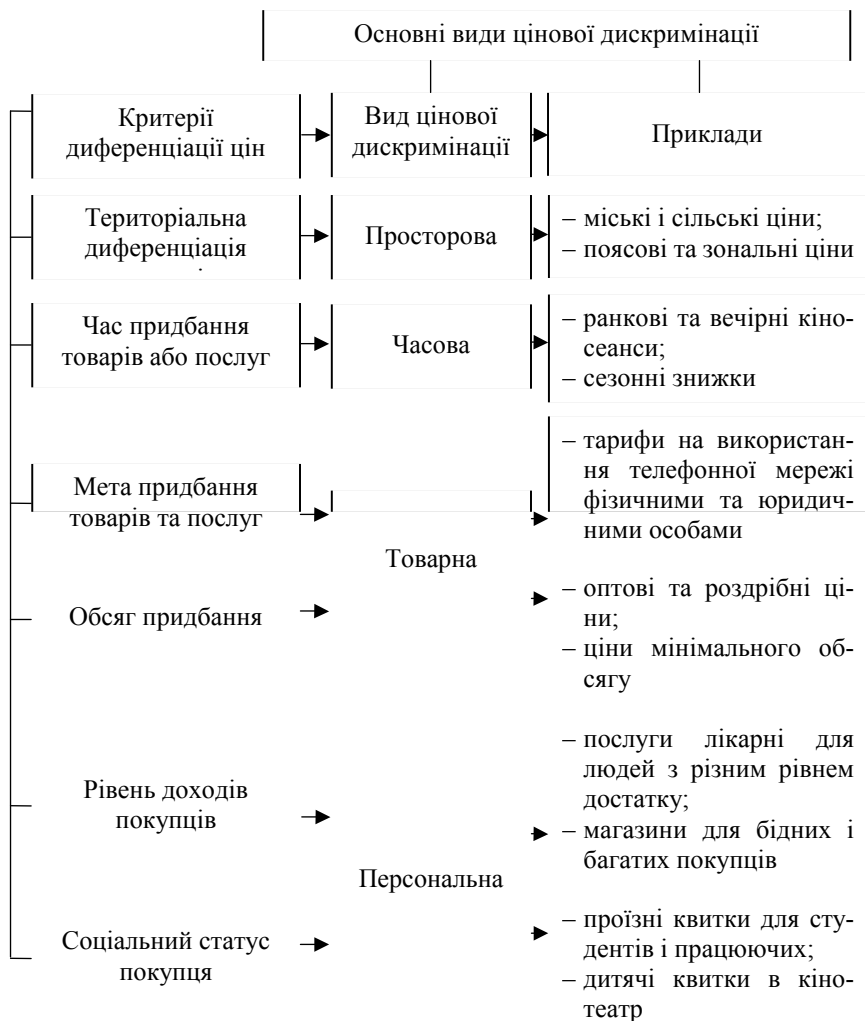 Основні види цінової дискримінації
Критерії
диференціації цін
Вид цінової
дискримінації
Приклади
Територіальна
диференціація
Просторова
– міські і сільські ціни;
– поясові та зональні ціни
Час придбання
товарів або послуг
Часова
– ранкові та вечірні кіно-
сеанси;
– сезонні знижки
Мета придбання
товарів та послуг
Товарна
– тарифи на використан-
ня телефонної мережі
фізичними та юридич-
ними особами
Обсяг придбання
– оптові та роздрібні ці-
ни;
– ціни мінімального об-
сягу
Рівень доходів
покупців
Персональна
– послуги лікарні для
людей з різним рівнем
достатку;
– магазини для бідних і
багатих покупців
Соціальний статус
покупця
– проїзні квитки для сту-
дентів і працюючих;
– дитячі квитки в кіно-
театр